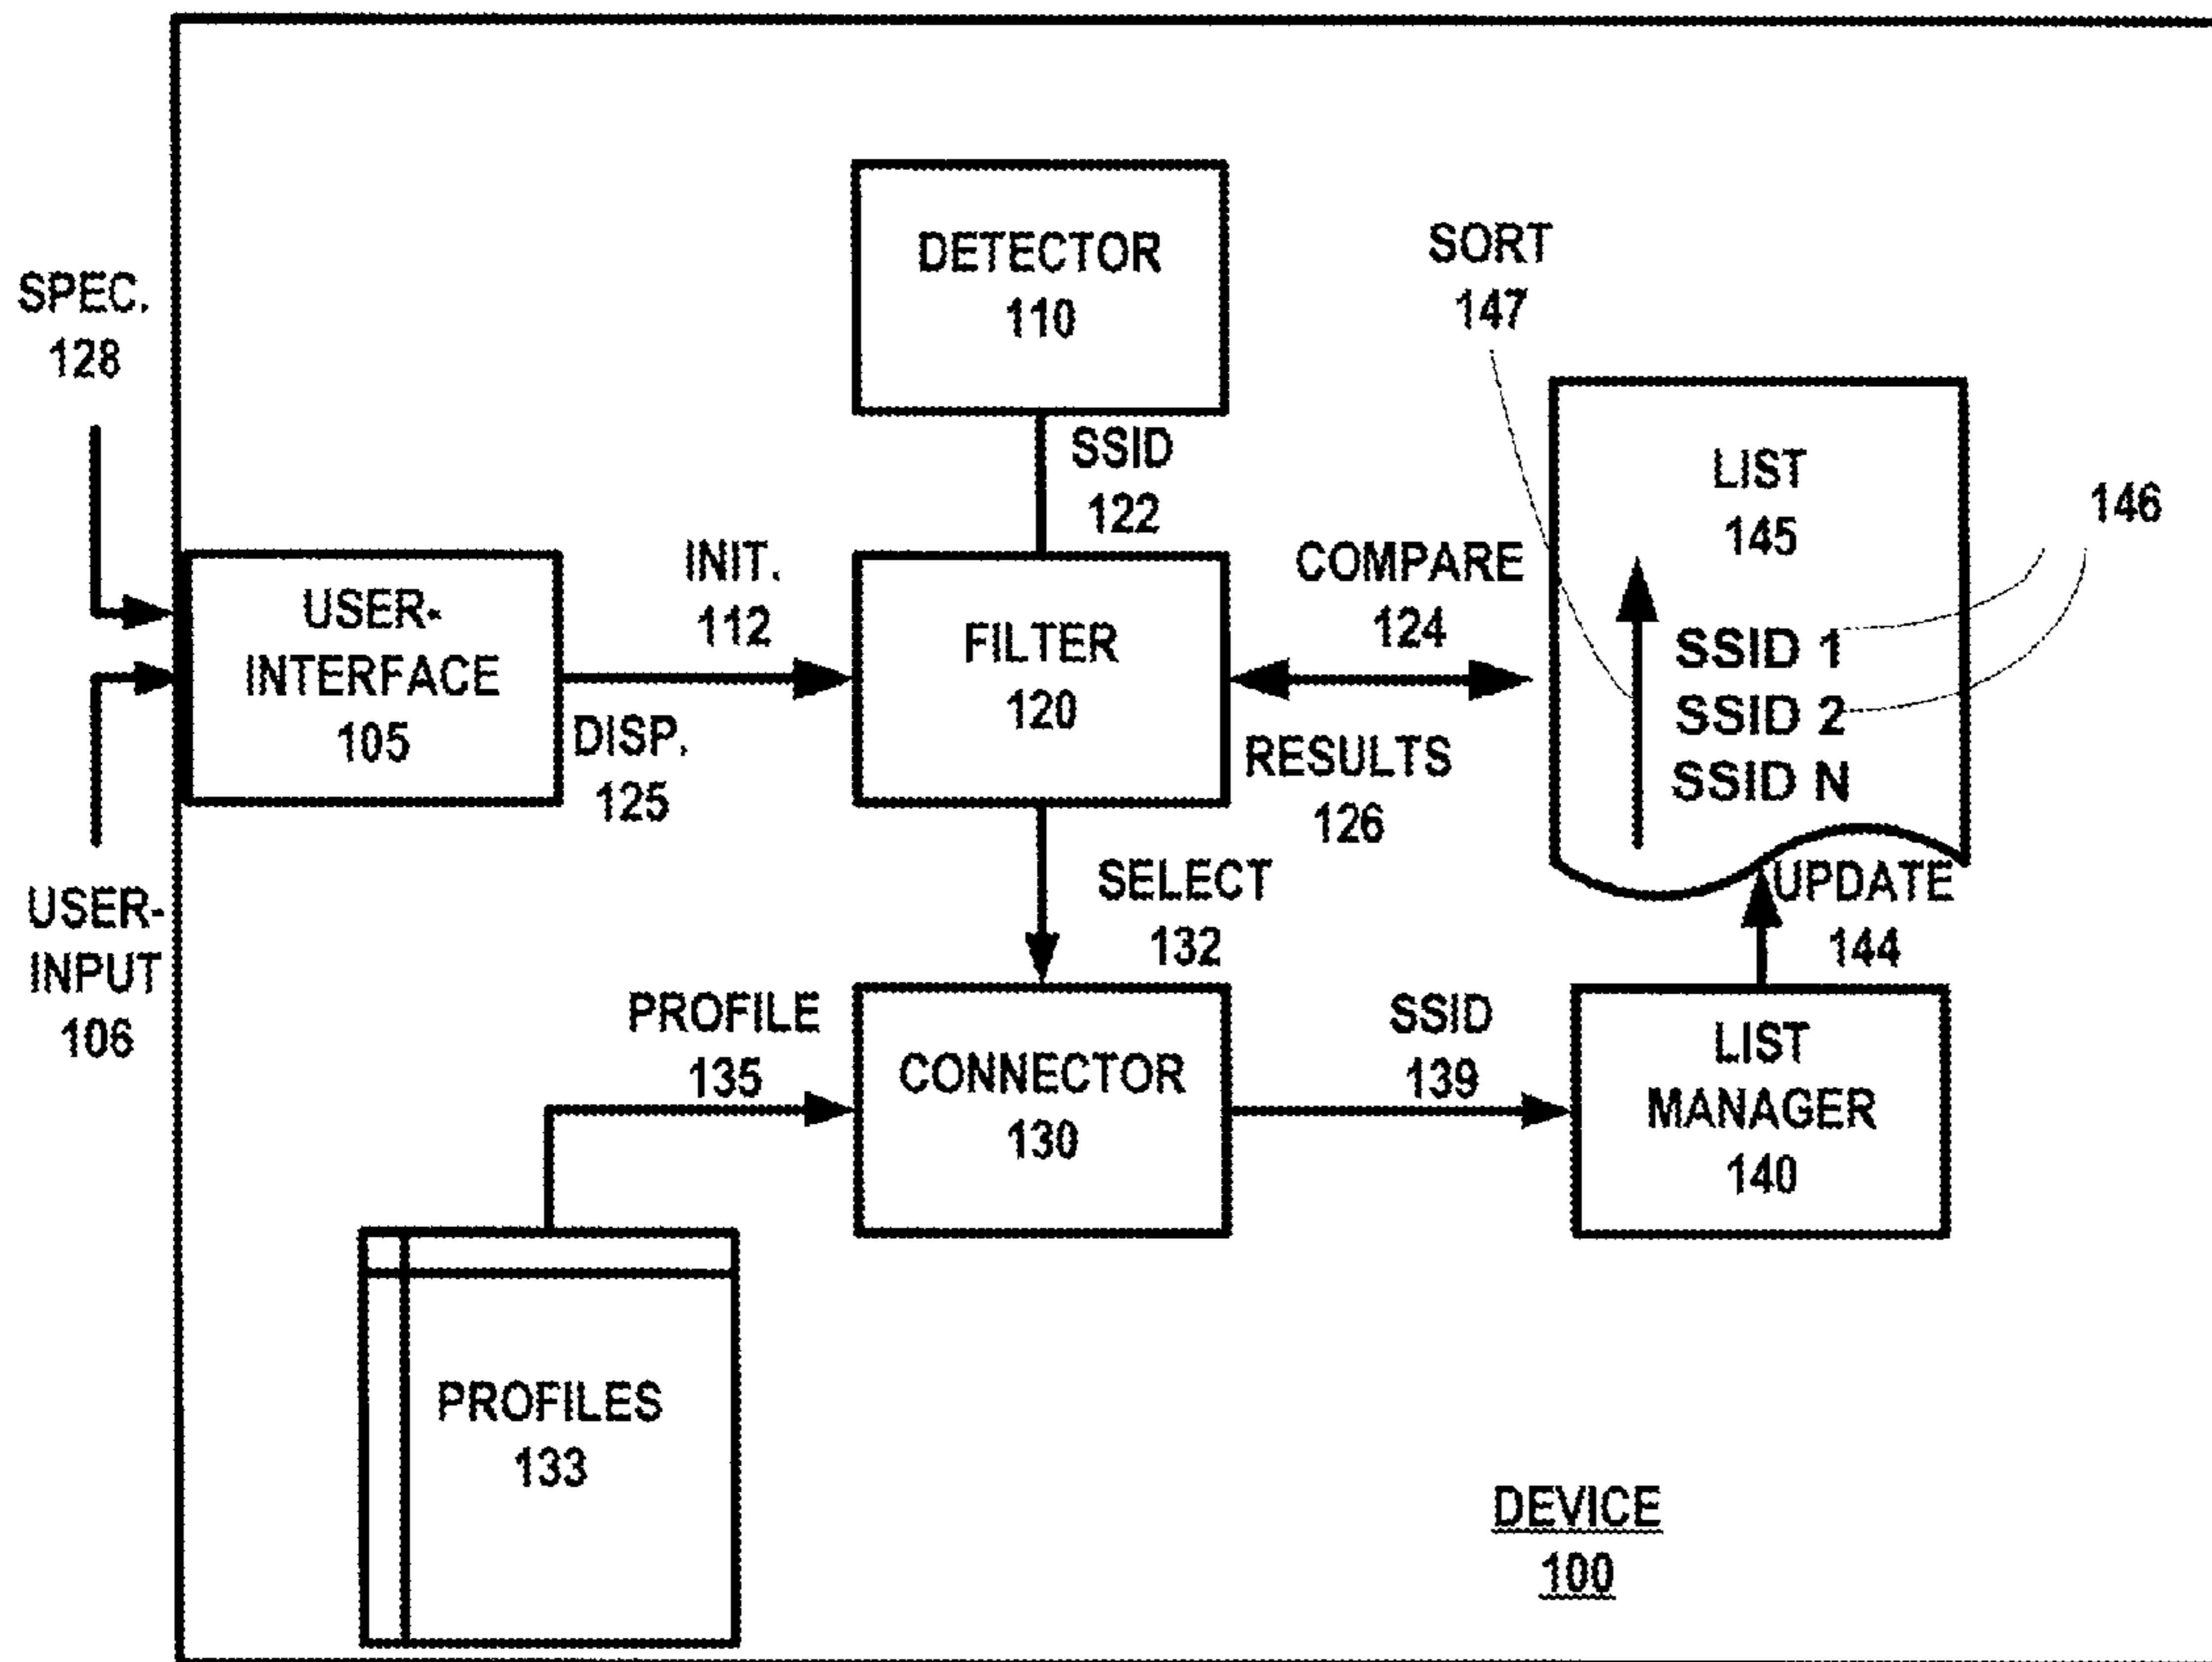 DETECTOR
110
SORT
147
SPEC.
128
SSID
122
LIST
145
146
INIT.
112
COMPARE
124
USER-
INTERFACE
105
FILTER
120
SSID 1
SSID 2
SSID N
DISP.
125
RESULTS
126
USER-
INPUT
106
SELECT
132
UPDATE
144
PROFILE
135
CONNECTOR
130
SSID
139
LIST
MANAGER
140
PROFILES
133
DEVICE
100